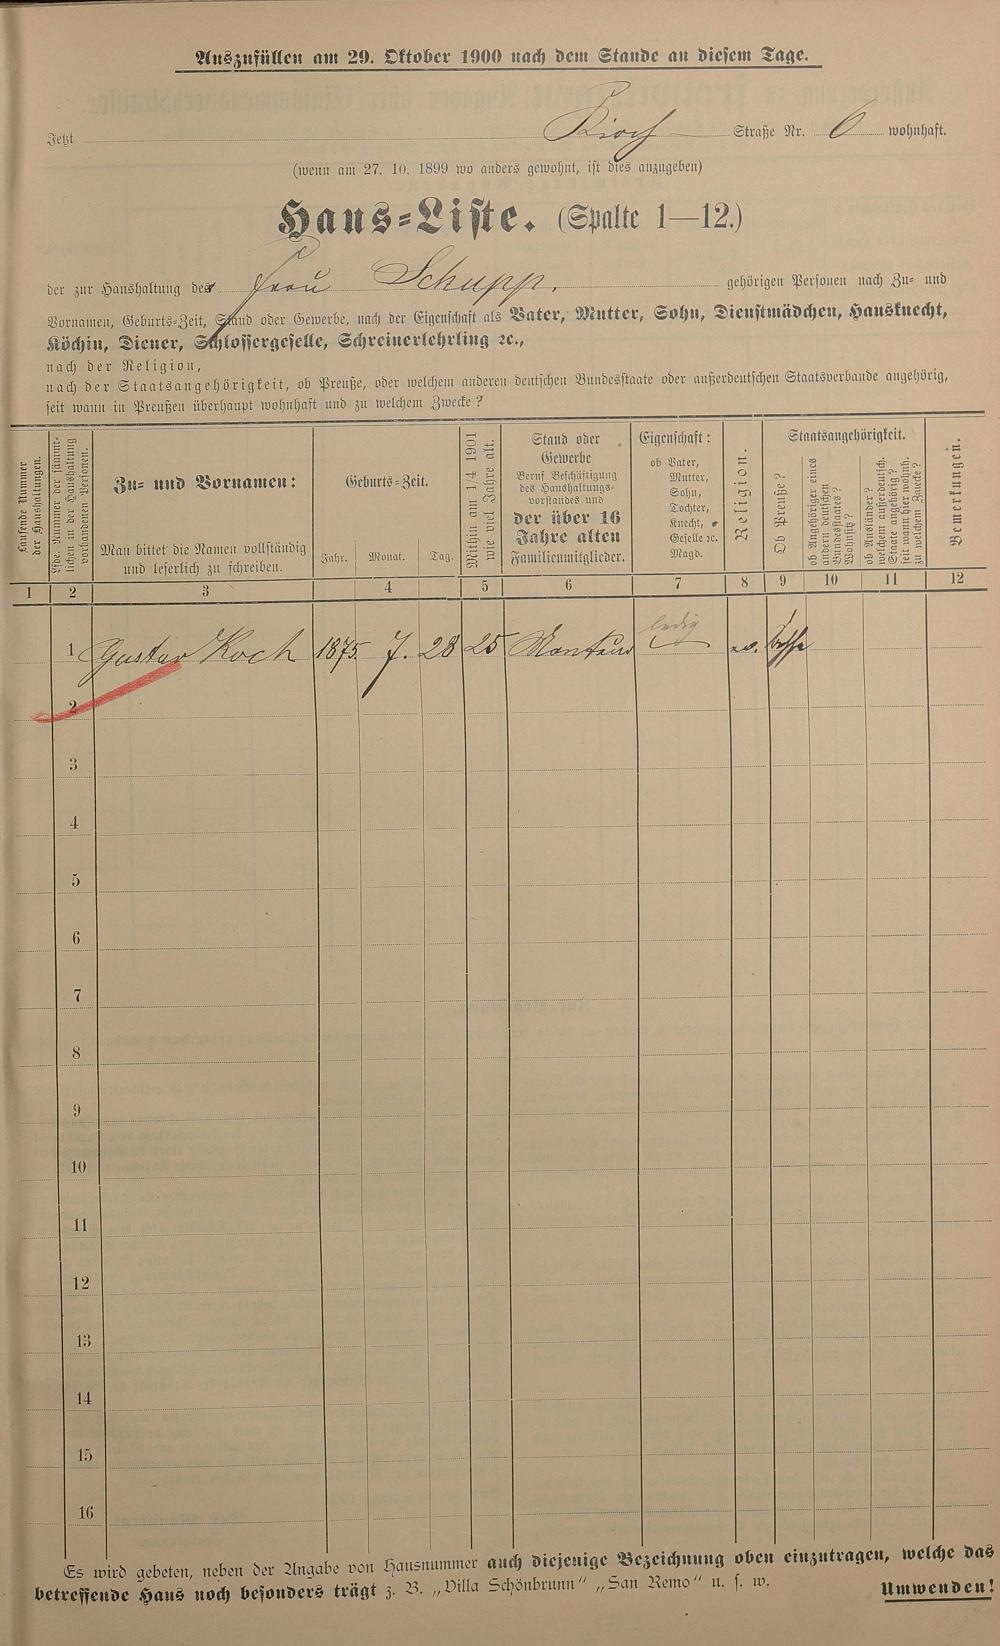 Auszufüllen am 29. Oktober 1900 nach dem Stande an diesem Tage.
Jetzt Kirch Straße Nr. 6 wohnhaft.
(wenn am 27. 10. 1899 wo anders gewohnt, ist dies anzugeben)
Haus-Liste. (Spalte 1—12.)
der zur Haushaltung der Frau Schupp. gehörigen Personen nach Zu- und
Vornamen, Geburts-Zeit, Stand oder Gewerbe, nach der Eigenschaft als Vater, Mutter, Sohn, Dienstmädchen, Hausknecht,
Köchin, Diener, Schlossergeselle, Schreinerlehrling ꝛc.,
nach der Religion,
nach der Staatsangehörigkeit, ob Preuße, oder welchem anderen deutschen Bundesstaate oder außerdeutschen Staatsverbande angehörig,
seit wann in Preußen überhaupt wohnhaft und zu welchem Zwecke?
Laufende Nummer
der Haushaltungen.
Lfde. Nummer der sämmt-
lichen in der Haushaltung
vorhandenen Personen.
Zu- und Vornamen:
Man bittet die Namen vollständig
und leserlich zu schreiben.
Geburts-Zeit.
Jahr. Monat. Tag.
Mithin am 1/4 1901
wie viel Jahre alt.
Stand oder
Gewerbe
Beruf Beschäftigung
des Haushaltungs-
vorstandes und
der über 16
Jahre alten
Familienmitglieder.
Eigenschaft:
ob Vater,
Mutter,
Sohn,
Tochter,
Knecht,
Geselle ꝛc.
Magd.
Religion.
Staatsangehörigkeit.
Ob Preuße?
ob Angehöriger eines
andern deutschen
Bundesstaates?
Wohnsitz?
ob Ausländer?
welchem außerdeutsch.
Staate angehörig?
seit wann hier wohnh.
zu welchem Zwecke?
Bemerkungen.
1 2 3 4 5 6 7 8 9 10 11 12
1 Gustav Koch 1875. 7. 28 25 Monteur ledig ev.
2
3
4
5
6
7
8
9
10
11
12
13
14
15
16
Es wird gebeten, neben der Angabe von Hausnummer auch diejenige Bezeichnung oben einzutragen, welche das
betreffende Haus noch besonders trägt z. B. „Villa Schönbrunn" „San Remo" u. s. w. Umwenden!